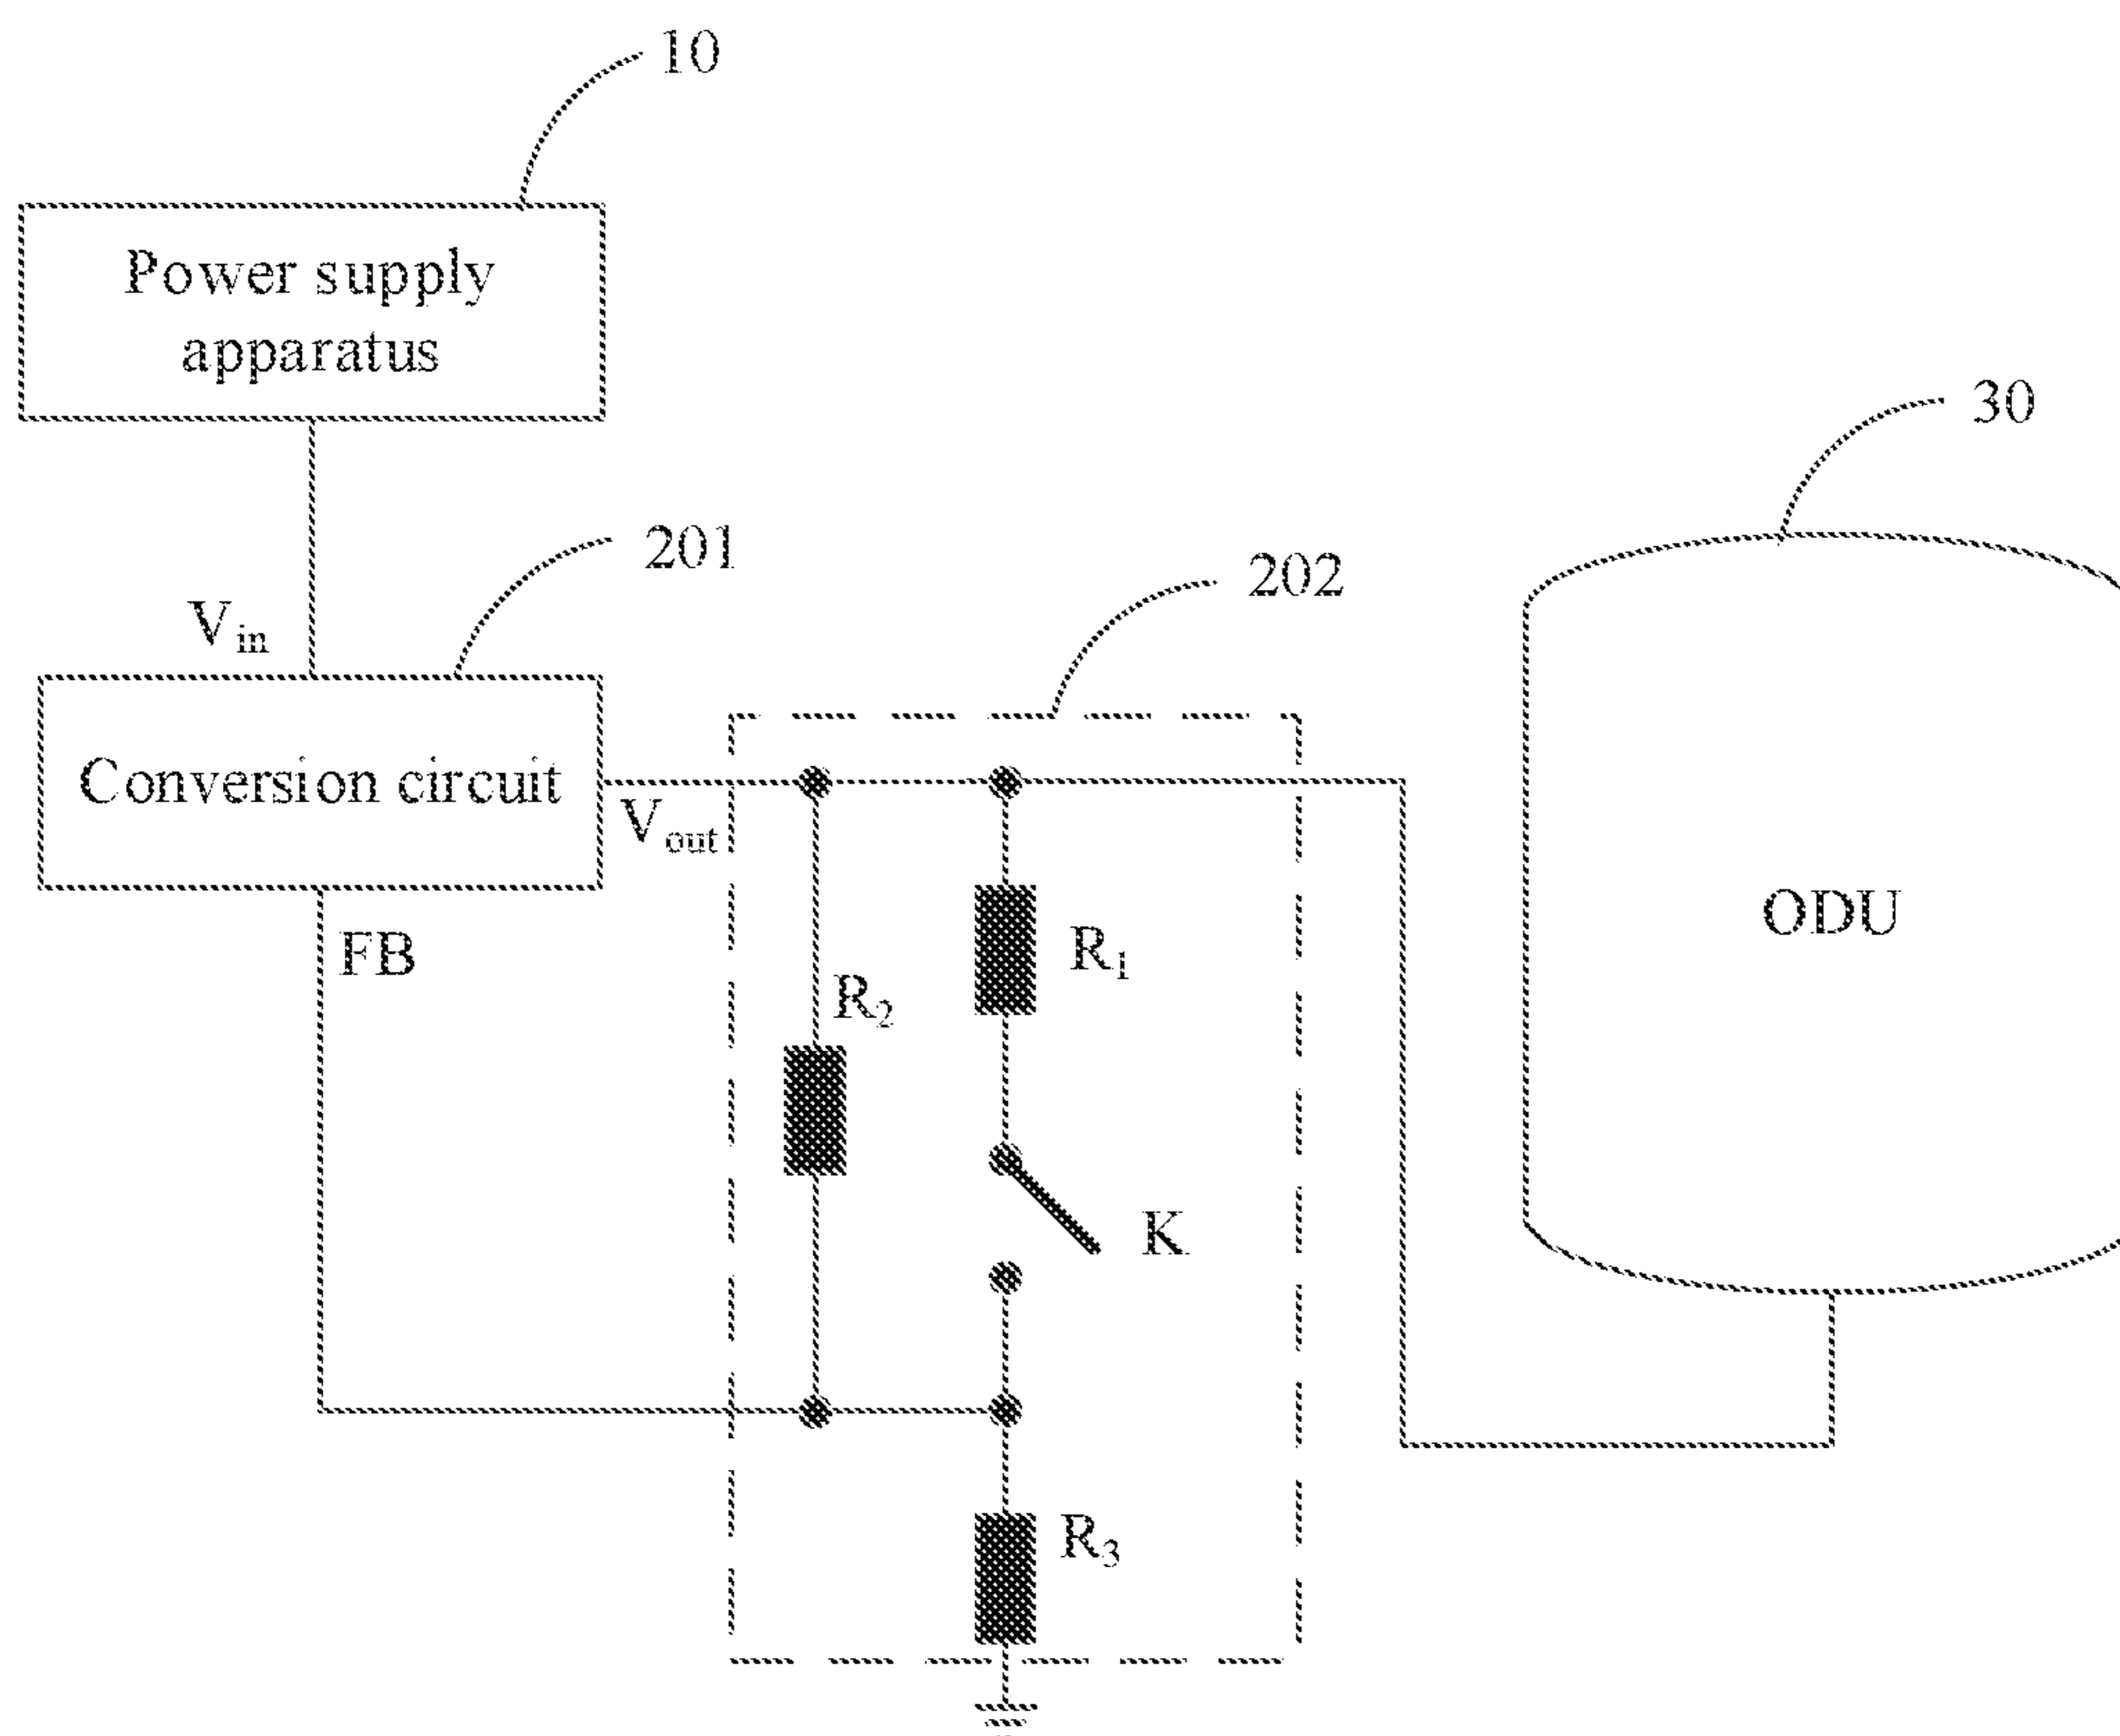 10
Power supply
apparatus
30
201
202
Vin
Conversion circuit
Vout
ODU
FB
R1
R2
K
R3